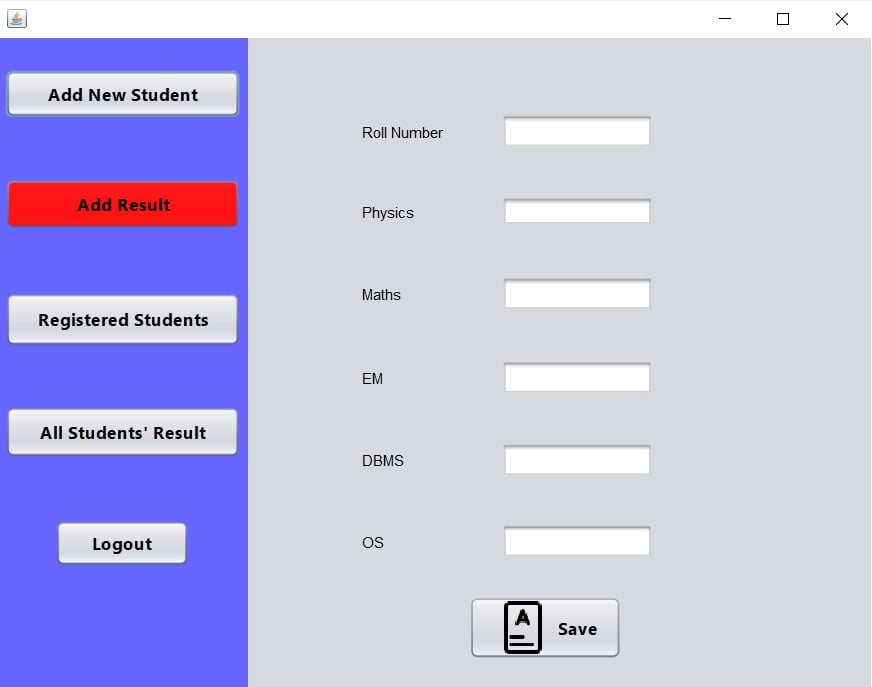 Add New Student
Add Result
Registered Students
All Students' Result
Logout
Roll Number
Physics
Maths
EM
DBMS
OS
A
Save